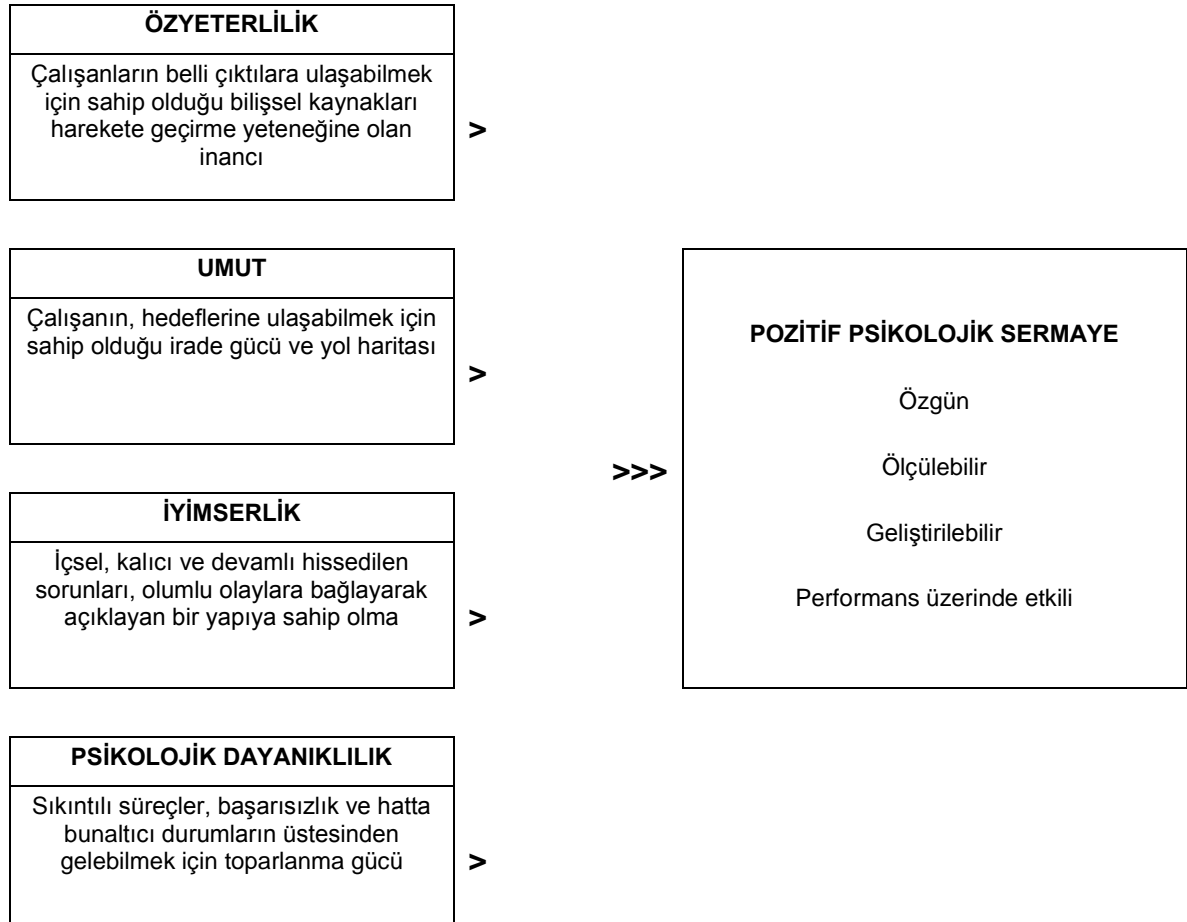 ÖZYETERLİLİK
Çalışanların belli çıktılara ulaşabilmek
için sahip olduğu bilişsel kaynakları
harekete geçirme yeteneğine olan
inancı
>
UMUT
Çalışanın, hedeflerine ulaşabilmek için
sahip olduğu irade gücü ve yol haritası
>
İYİMSERLİK
İçsel, kalıcı ve devamlı hissedilen
sorunları, olumlu olaylara bağlayarak
açıklayan bir yapıya sahip olma
>
PSİKOLOJİK DAYANIKLILIK
Sıkıntılı süreçler, başarısızlık ve hatta
bunaltıcı durumların üstesinden
gelebilmek için toparlanma gücü
>
>>>
POZİTİF PSİKOLOJİK SERMAYE
Özgün
Ölçülebilir
Geliştirilebilir
Performans üzerinde etkili